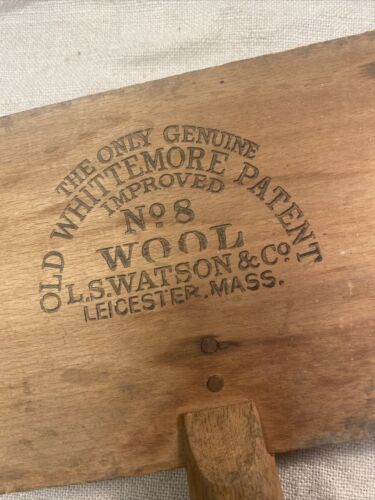 THE ONLY GENUINE
OLD WHITTEMORE PATENT
IMPROVED
No 8
WOOL
L.S. WATSON & Co.
LEICESTER, MASS.